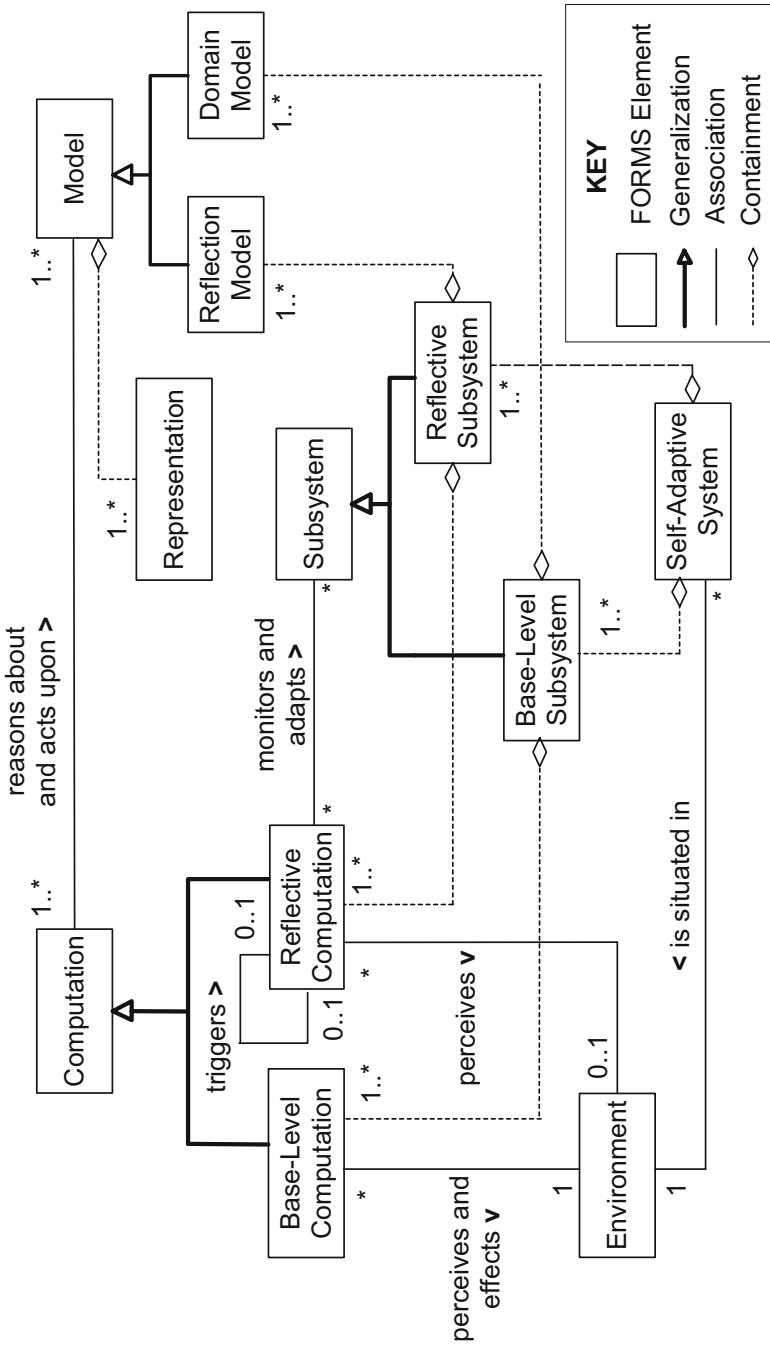 reasons about
and acts upon >
1..*
1..*
Computation
Model
1..*
Representation
triggers >
0..1
0..1
monitors and
adapts >
*
*
Base-Level
Computation
Reflective
Computation
Subsystem
Reflection
Model
Domain
Model
*
1..*
*
1..*
1..*
1..*
perceives and
effects v
perceives v
Base-Level
Subsystem
Reflective
Subsystem
1
0..1
1..*
1..*
Environment
1
< is situated in
*
Self-Adaptive
System
KEY
FORMS Element
Generalization
Association
Containment